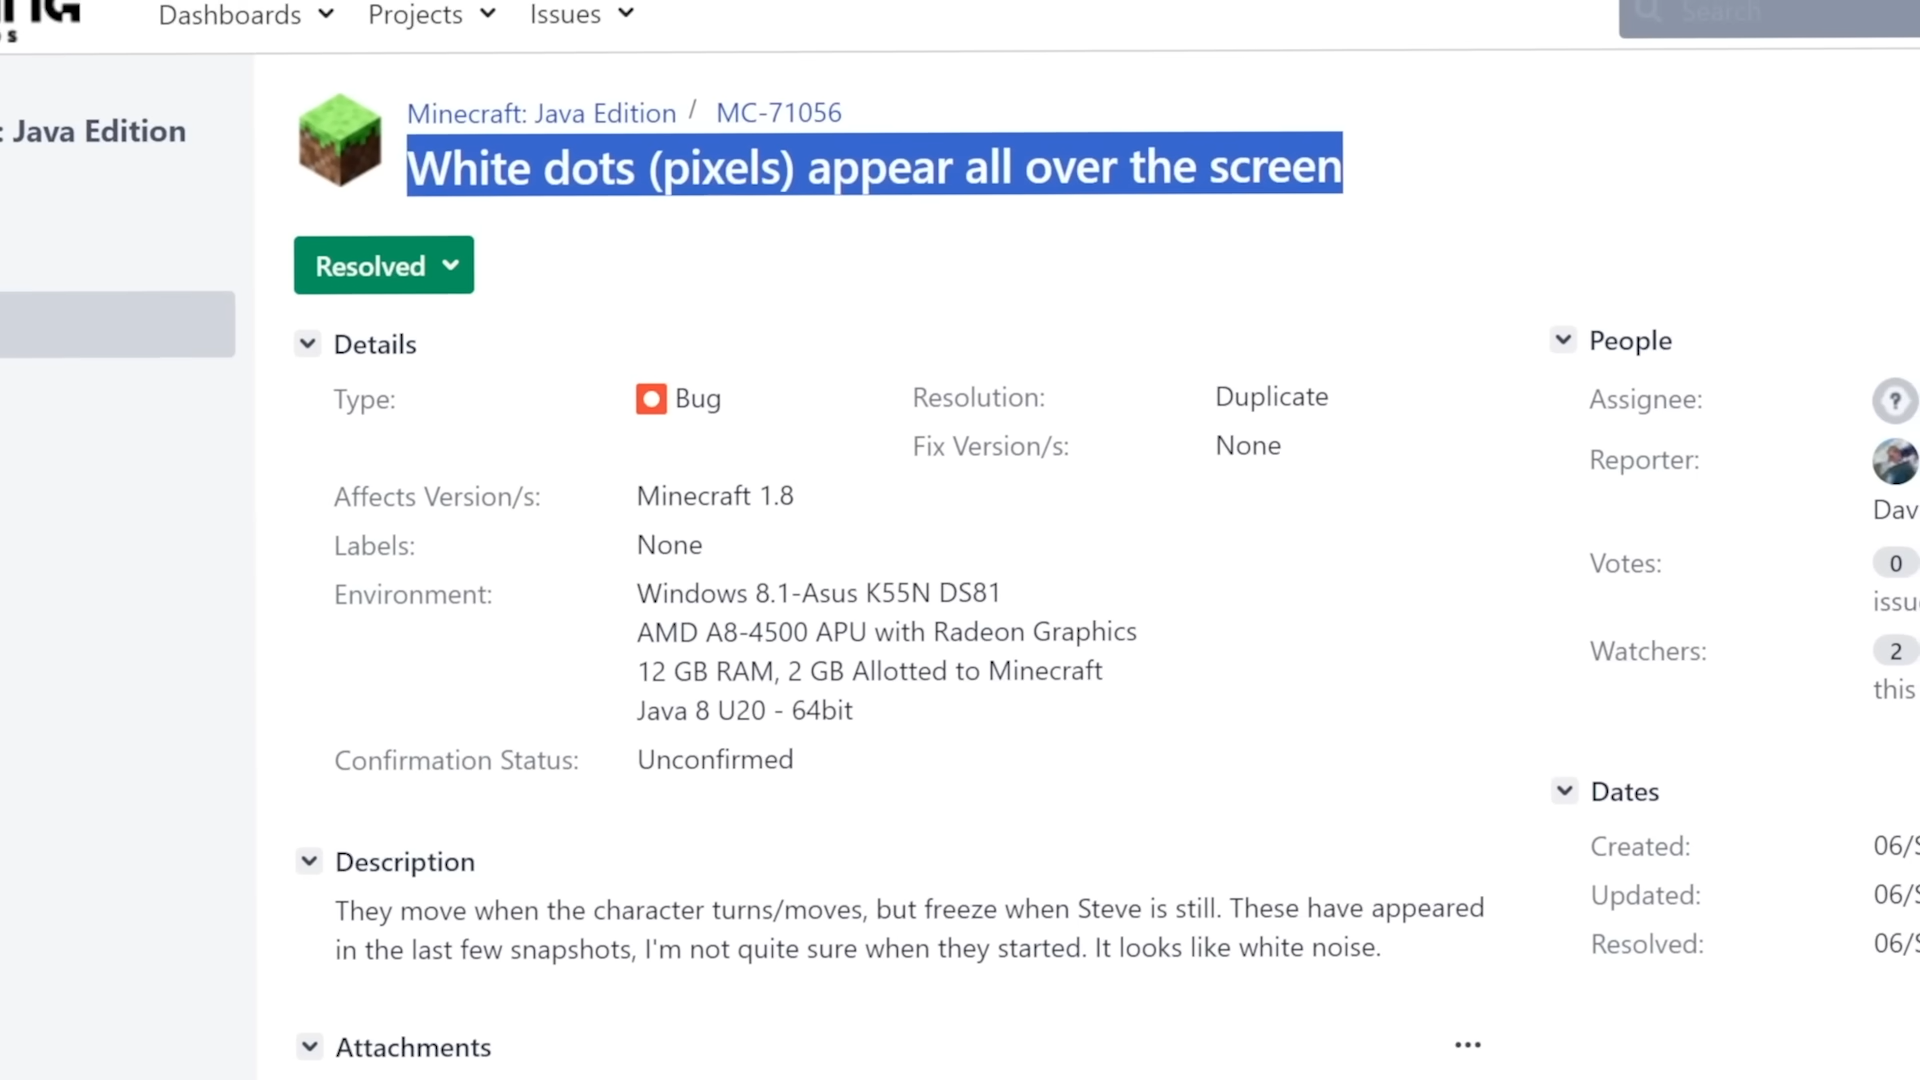 Dashboards Projects Issues Search
: Java Edition
Minecraft: Java Edition / MC-71056
White dots (pixels) appear all over the screen
Resolved
Details
Type: Bug Resolution: Duplicate
Fix Version/s: None
Affects Version/s: Minecraft 1.8
Labels: None
Environment: Windows 8.1-Asus K55N DS81
AMD A8-4500 APU with Radeon Graphics
12 GB RAM, 2 GB Allotted to Minecraft
Java 8 U20 - 64bit
Confirmation Status: Unconfirmed
Description
They move when the character turns/moves, but freeze when Steve is still. These have appeared
in the last few snapshots, I'm not quite sure when they started. It looks like white noise.
Attachments
People
Assignee: ?
Reporter:
Dav
Votes: 0
issu
Watchers: 2
this
Dates
Created: 06/S
Updated: 06/S
Resolved: 06/S